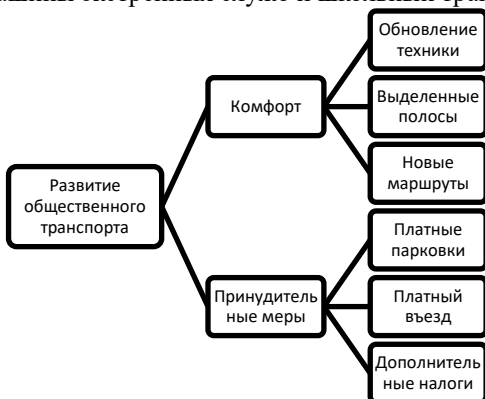 Обновление
техники
Комфорт
Выделенные
полосы
Новые
маршруты
Развитие
общественного
транспорта
Платные
парковки
Принудитель
ные меры
Платный
въезд
Дополнитель
ные налоги